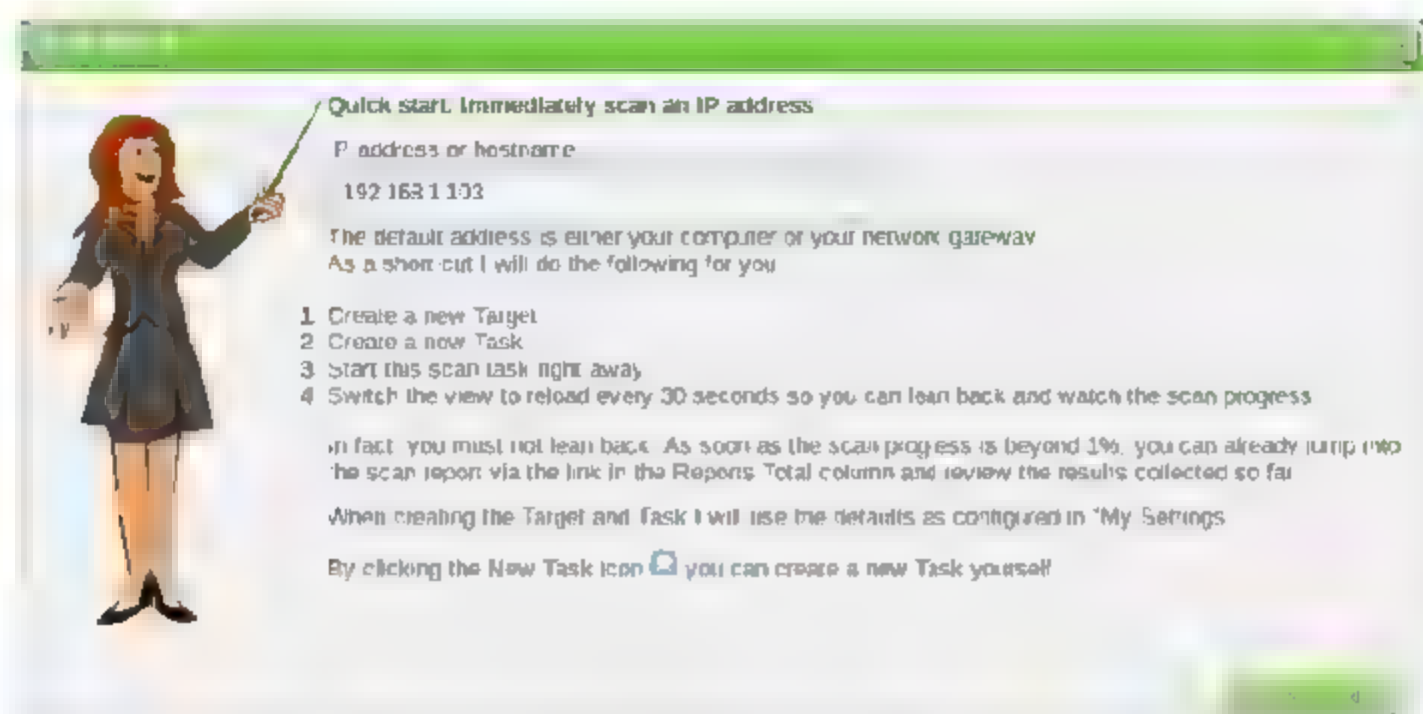 Quick start: Immediately scan an IP address
IP address or hostname
192.168.1.103
The default address is either your computer or your network gateway
As a short-cut I will do the following for you
1 Create a new Target
2 Create a new Task
3 Start this scan task right away
4 Switch the view to reload every 30 seconds so you can lean back and watch the scan progress
In fact, you must not lean back. As soon as the scan progress is beyond 1%, you can already jump into
the scan report via the link in the Reports Total column and review the results collected so far
When creating the Target and Task I will use the defaults as configured in "My Settings
By clicking the New Task icon you can create a new Task yourself